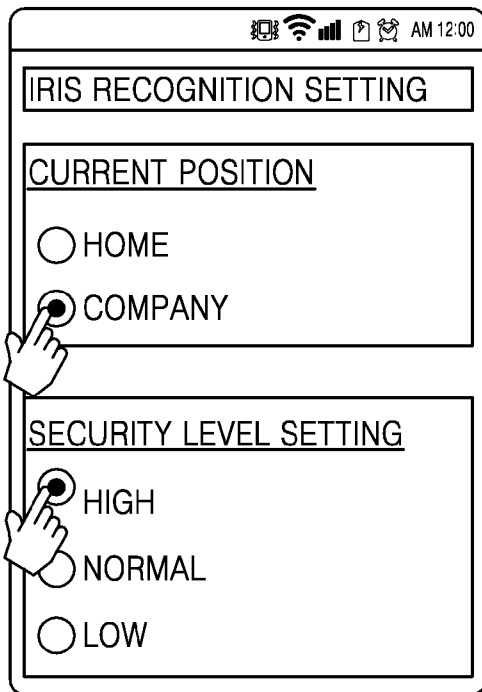 AM 12:00
IRIS RECOGNITION SETTING
CURRENT POSITION
HOME
COMPANY
SECURITY LEVEL SETTING
HIGH
NORMAL
LOW